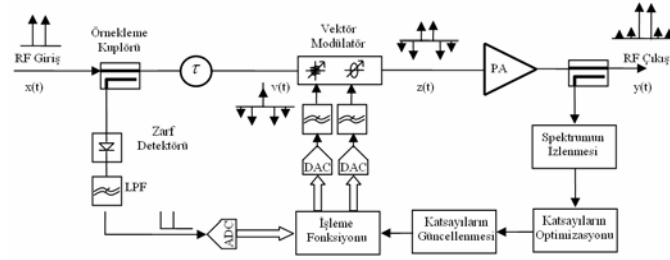 RF Giriş
x(t)
Örnekleme
Kuplörü
τ
v(t)
Vektör
Modülatör
z(t)
PA
RF Çıkış
y(t)
Zarf
Detektörü
LPF
ADC
DAC
DAC
İşleme
Fonksiyonu
Katsayıların
Güncellenmesi
Katsayıların
Optimizasyonu
Spektrumun
İzlenmesi